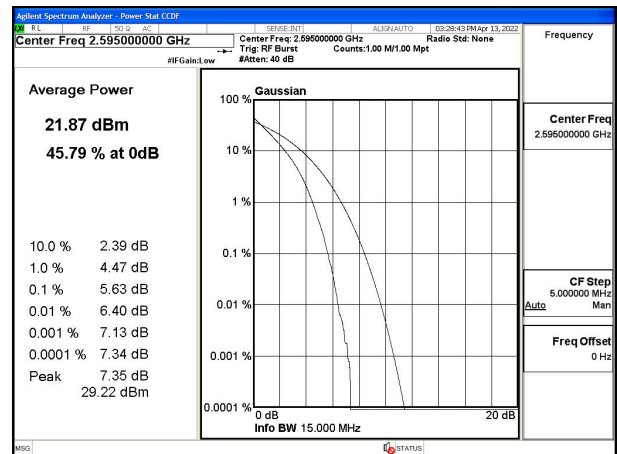 Agilent Spectrum Analyzer - Power Stat CCDF
RL RF 50 Ω AC SENSE:INT ALIGNAUTO 03:28:43 PM Apr 13, 2022
Center Freq 2.595000000 GHz
Center Freq: 2.595000000 GHz Radio Std: None
Trig: RF Burst Counts:1.00 M/1.00 Mpt
#IFGain:Low #Atten: 40 dB
Frequency
Average Power
21.87 dBm
45.79 % at 0dB
10.0 % 2.39 dB
1.0 % 4.47 dB
0.1 % 5.63 dB
0.01 % 6.40 dB
0.001 % 7.13 dB
0.0001 % 7.34 dB
Peak 7.35 dB
29.22 dBm
Gaussian
100 %
10 %
1 %
0.1 %
0.01 %
0.001 %
0.0001 %
0 dB 20 dB
Info BW 15.000 MHz
Center Freq
2.595000000 GHz
CF Step
5.000000 MHz
Auto Man
Freq Offset
0 Hz
MSG STATUS